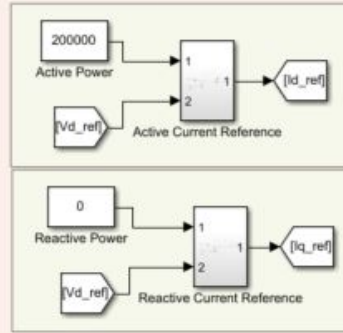 200000
1
Active Power
1
[Id_ref]
[Vd_ref]
2
Active Current Reference
0
1
Reactive Power
1
[Iq_ref]
[Vd_ref]
2
Reactive Current Reference